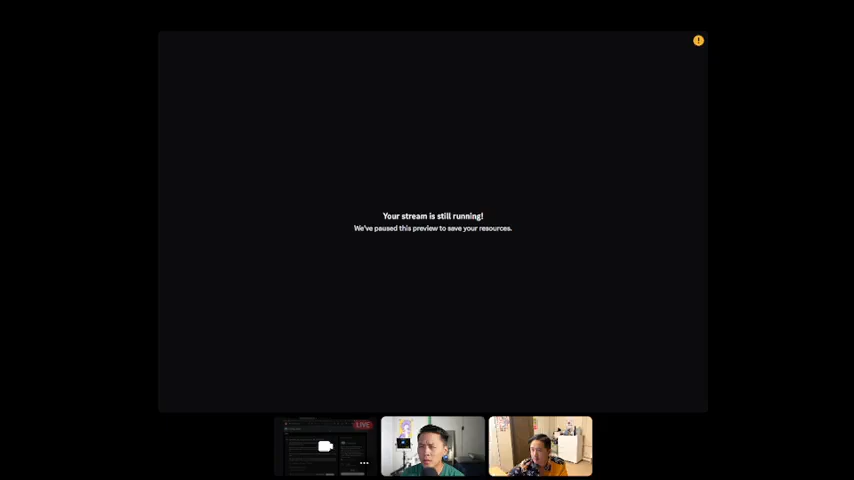 Your stream is still running!
We've paused this preview to save your resources.
LIVE